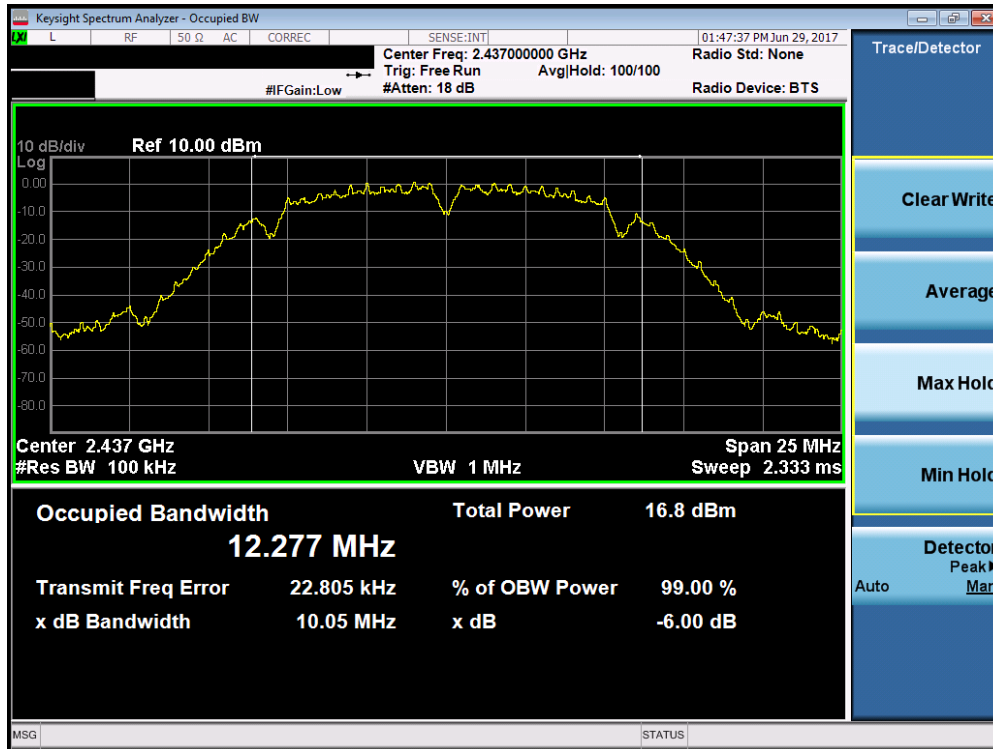 Keysight Spectrum Analyzer - Occupied BW
LXI L RF 50 Ω AC CORREC SENSE:INT 01:47:37 PM Jun 29, 2017
Center Freq: 2.437000000 GHz Radio Std: None
Trig: Free Run Avg|Hold: 100/100
#IFGain:Low #Atten: 18 dB Radio Device: BTS
Trace/Detector
10 dB/div Ref 10.00 dBm
Log
0.00
-10.0
-20.0
-30.0
-40.0
-50.0
-60.0
-70.0
-80.0
Center 2.437 GHz Span 25 MHz
#Res BW 100 kHz VBW 1 MHz Sweep 2.333 ms
Occupied Bandwidth Total Power 16.8 dBm
12.277 MHz
Transmit Freq Error 22.805 kHz % of OBW Power 99.00 %
x dB Bandwidth 10.05 MHz x dB -6.00 dB
Clear Write
Average
Max Hold
Min Hold
Detector
Peak
Auto Man
MSG STATUS